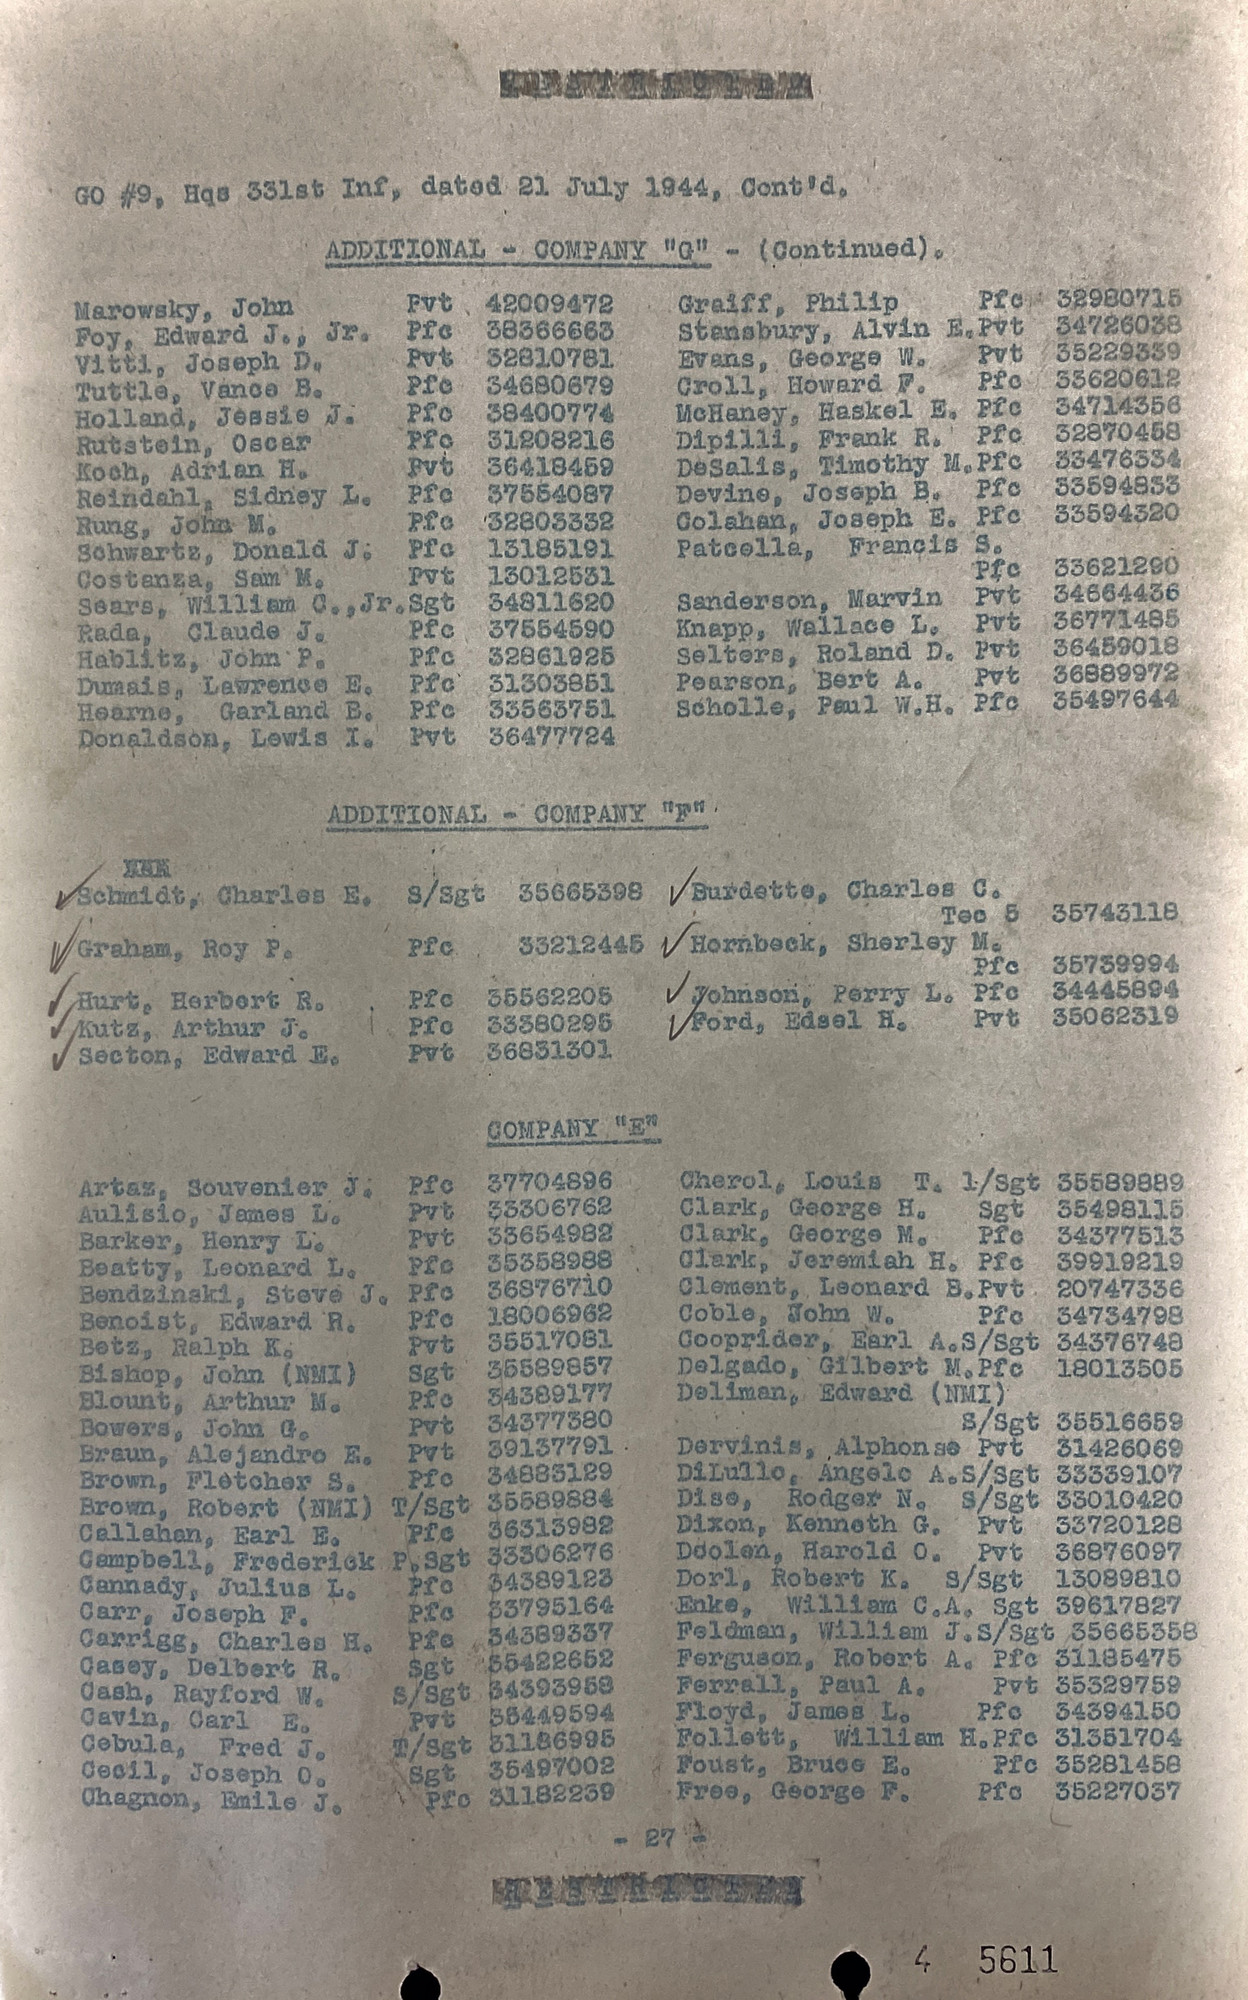 RESTRICTED
GO #9, Hqs 331st Inf, dated 21 July 1944, Cont'd.
ADDITIONAL - COMPANY "G" - (Continued).
Marowsky, John Pvt 42009472 Graiff, Philip Pfc 32980715
Foy, Edward J., Jr. Pfc 38366663 Stansbury, Alvin E. Pvt 34726038
Vitti, Joseph D. Pvt 32810781 Evans, George W. Pvt 35229339
Tuttle, Vance B. Pfc 34680679 Croll, Howard F. Pfc 33620612
Holland, Jessie J. Pfc 38400774 McHaney, Haskel E. Pfc 34714356
Rutstein, Oscar Pfc 31208216 Dipilli, Frank R. Pfc 32870458
Koch, Adrian H. Pvt 36418459 DeSalis, Timothy M. Pfc 33476334
Reindahl, Sidney L. Pfc 37554087 Devine, Joseph B. Pfc 33594833
Rung, John M. Pfc 32803332 Colahan, Joseph E. Pfc 33594320
Schwartz, Donald J. Pfc 13185191 Patcella, Francis S.
Costanza, Sam M. Pvt 13012531 Pfc 33621290
Sears, William C.,Jr. Sgt 34811620 Sanderson, Marvin Pvt 34664436
Rada, Claude J. Pfc 37554590 Knapp, Wallace L. Pvt 36771485
Hablitz, John P. Pfc 32861925 Selters, Roland D. Pvt 36459018
Dumais, Lawrence E. Pfc 31303851 Pearson, Bert A. Pvt 36889972
Hearne, Garland B. Pfc 33563751 Scholle, Paul W.H. Pfc 35497644
Donaldson, Lewis I. Pvt 36477724
ADDITIONAL - COMPANY "F"
Schmidt, Charles E. S/Sgt 35665398 Burdette, Charles C.
Tec 5 35743118
Graham, Roy P. Pfc 33212445 Hornbeck, Sherley M.
Pfc 35739994
Hurt, Herbert R. Pfc 35562205 Johnson, Perry L. Pfc 34445894
Kutz, Arthur J. Pfc 33380295 Ford, Edsel H. Pvt 35062319
Secton, Edward E. Pvt 36831301
COMPANY "E"
Artaz, Souvenier J. Pfc 37704896 Cherol, Louis T. 1/Sgt 35589889
Aulisio, James L. Pvt 33306762 Clark, George H. Sgt 35498115
Barker, Henry L. Pvt 33654982 Clark, George M. Pfc 34377513
Beatty, Leonard L. Pfc 35358988 Clark, Jeremiah H. Pfc 39919219
Bendzinski, Steve J. Pfc 36876710 Clement, Leonard B. Pvt 20747336
Benoist, Edward R. Pfc 18006962 Coble, John W. Pfc 34734798
Betz, Ralph K. Pvt 35517081 Cooprider, Earl A. S/Sgt 34376748
Bishop, John (NMI) Sgt 35589857 Delgado, Gilbert M. Pfc 18013505
Blount, Arthur M. Pfc 34389177 Deliman, Edward (NMI)
Bowers, John G. Pvt 34377380 S/Sgt 35516659
Braun, Alejandro E. Pvt 39137791 Dervinis, Alphonse Pvt 31426069
Brown, Fletcher S. Pfc 34883129 DiLullo, Angelo A. S/Sgt 33339107
Brown, Robert (NMI) T/Sgt 35589884 Dise, Rodger N. S/Sgt 33010420
Callahan, Earl E. Pfc 36313982 Dixon, Kenneth G. Pvt 33720128
Campbell, Frederick P. Sgt 33306276 Ddolen, Harold O. Pvt 36876097
Cannady, Julius L. Pfc 34389123 Dorl, Robert K. S/Sgt 13089810
Carr, Joseph F. Pfc 33795164 Enke, William C.A. Sgt 39617827
Carrigg, Charles H. Pfc 34389337 Feldman, William J. S/Sgt 35665358
Casey, Delbert R. Sgt 35422652 Ferguson, Robert A. Pfc 31185475
Cash, Rayford W. S/Sgt 34393958 Ferrall, Paul A. Pvt 35329759
Cavin, Carl E. Pvt 35449594 Floyd, James L. Pfc 34394150
Cebula, Fred J. T/Sgt 31186995 Follett, William H. Pfc 31351704
Cecil, Joseph O. Sgt 35497002 Foust, Bruce E. Pfc 35281458
Chagnon, Emile J. Pfc 31182239 Free, George F. Pfc 35227037
- 27 -
RESTRICTED
4 5611